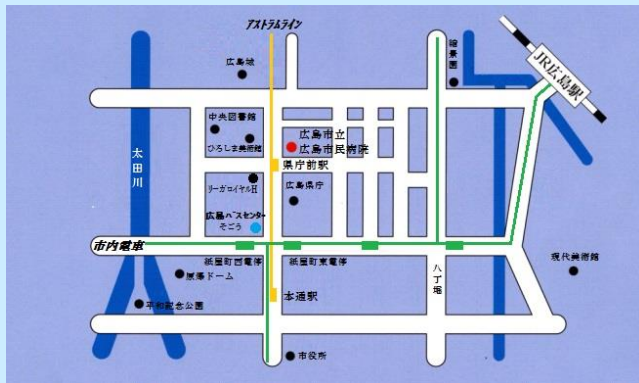 アストラムライン
広島城
縮景園
JR広島駅
中央図書館
ひろしま美術館
広島市立
広島市民病院
県庁前駅
太田川
リーガロイヤルH
広島県庁
広島バスセンター
そごう
市内電車
紙屋町西電停
紙屋町東電停
八丁堀
現代美術館
原爆ドーム
平和記念公園
本通駅
市役所